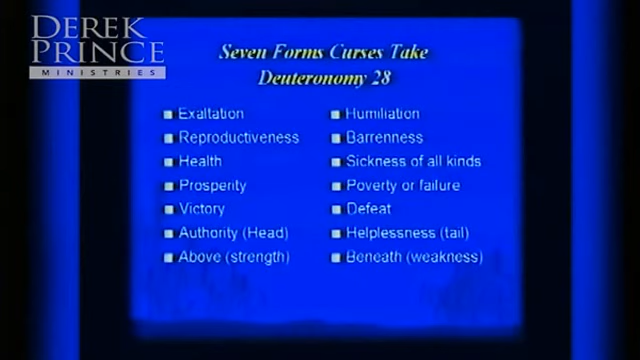 DEREK
PRINCE
MINISTRIES
Seven Forms Curses Take
Deuteronomy 28
Exaltation
Reproductiveness
Health
Prosperity
Victory
Authority (Head)
Above (strength)
Humiliation
Barrenness
Sickness of all kinds
Poverty or failure
Defeat
Helplessness (tail)
Beneath (weakness)